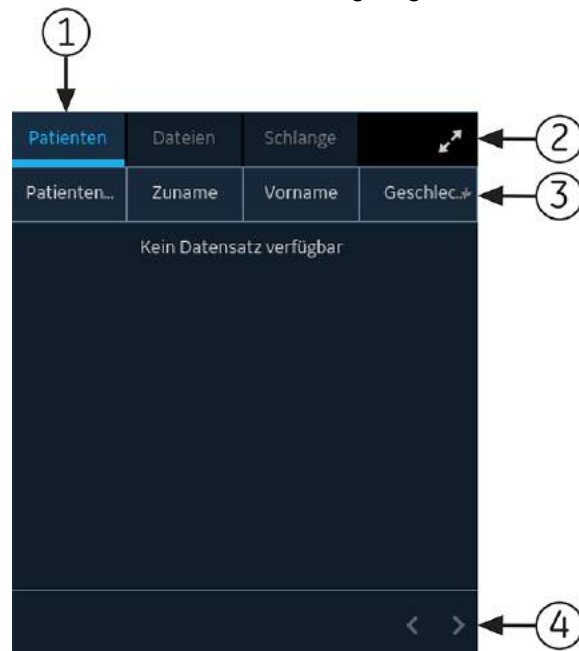 1
Patienten Dateien Schlange
2
Patienten... Zuname Vorname Geschlec...
3
Kein Datensatz verfügbar
4